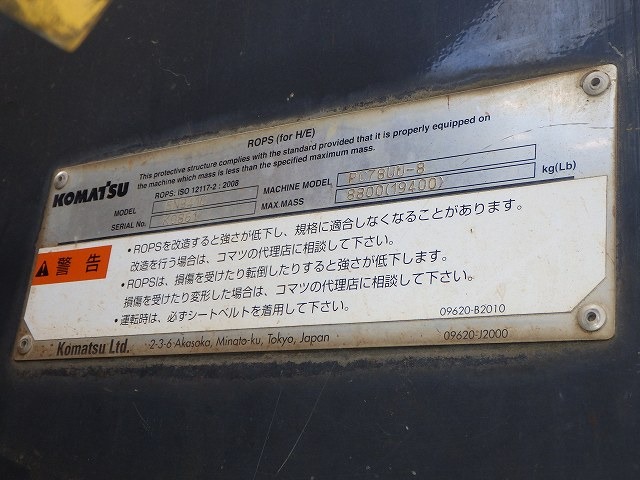 ROPS (for H/E)
This protective structure complies with the standard provided that it is properly equipped on
the machine which mass is less than the specified maximum mass.
KOMATSU
ROPS: ISO 12117-2 : 2008
MODEL
MACHINE MODEL PC78UU-8
SERIAL No.
MAX.MASS 8800(19400) kg(Lb)
警告
・ROPSを改造すると強さが低下し、規格に適合しなくなることがあります。
改造を行う場合は、コマツの代理店に相談して下さい。
・ROPSは、損傷を受けたり転倒したりすると強さが低下します。
損傷を受けたり変形した場合は、コマツの代理店に相談して下さい。
・運転時は、必ずシートベルトを着用して下さい。
09620-B2010
Komatsu Ltd. 2-3-6 Akasaka, Minato-ku, Tokyo, Japan
09620-J2000